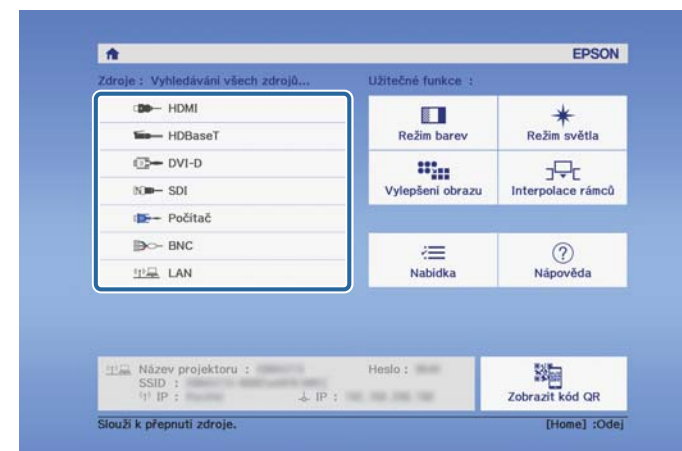 EPSON
Zdroje : Vyhledávání všech zdrojů...
Užitečné funkce :
HDMI
HDBaseT
DVI-D
SDI
Počítač
BNC
LAN
Režim barev
Režim světla
Vylepšení obrazu
Interpolace rámců
Nabídka
Nápověda
Název projektoru :
Heslo :
SSID :
IP :
IP :
Zobrazit kód QR
Slouží k přepnutí zdroje.
[Home] :Odej